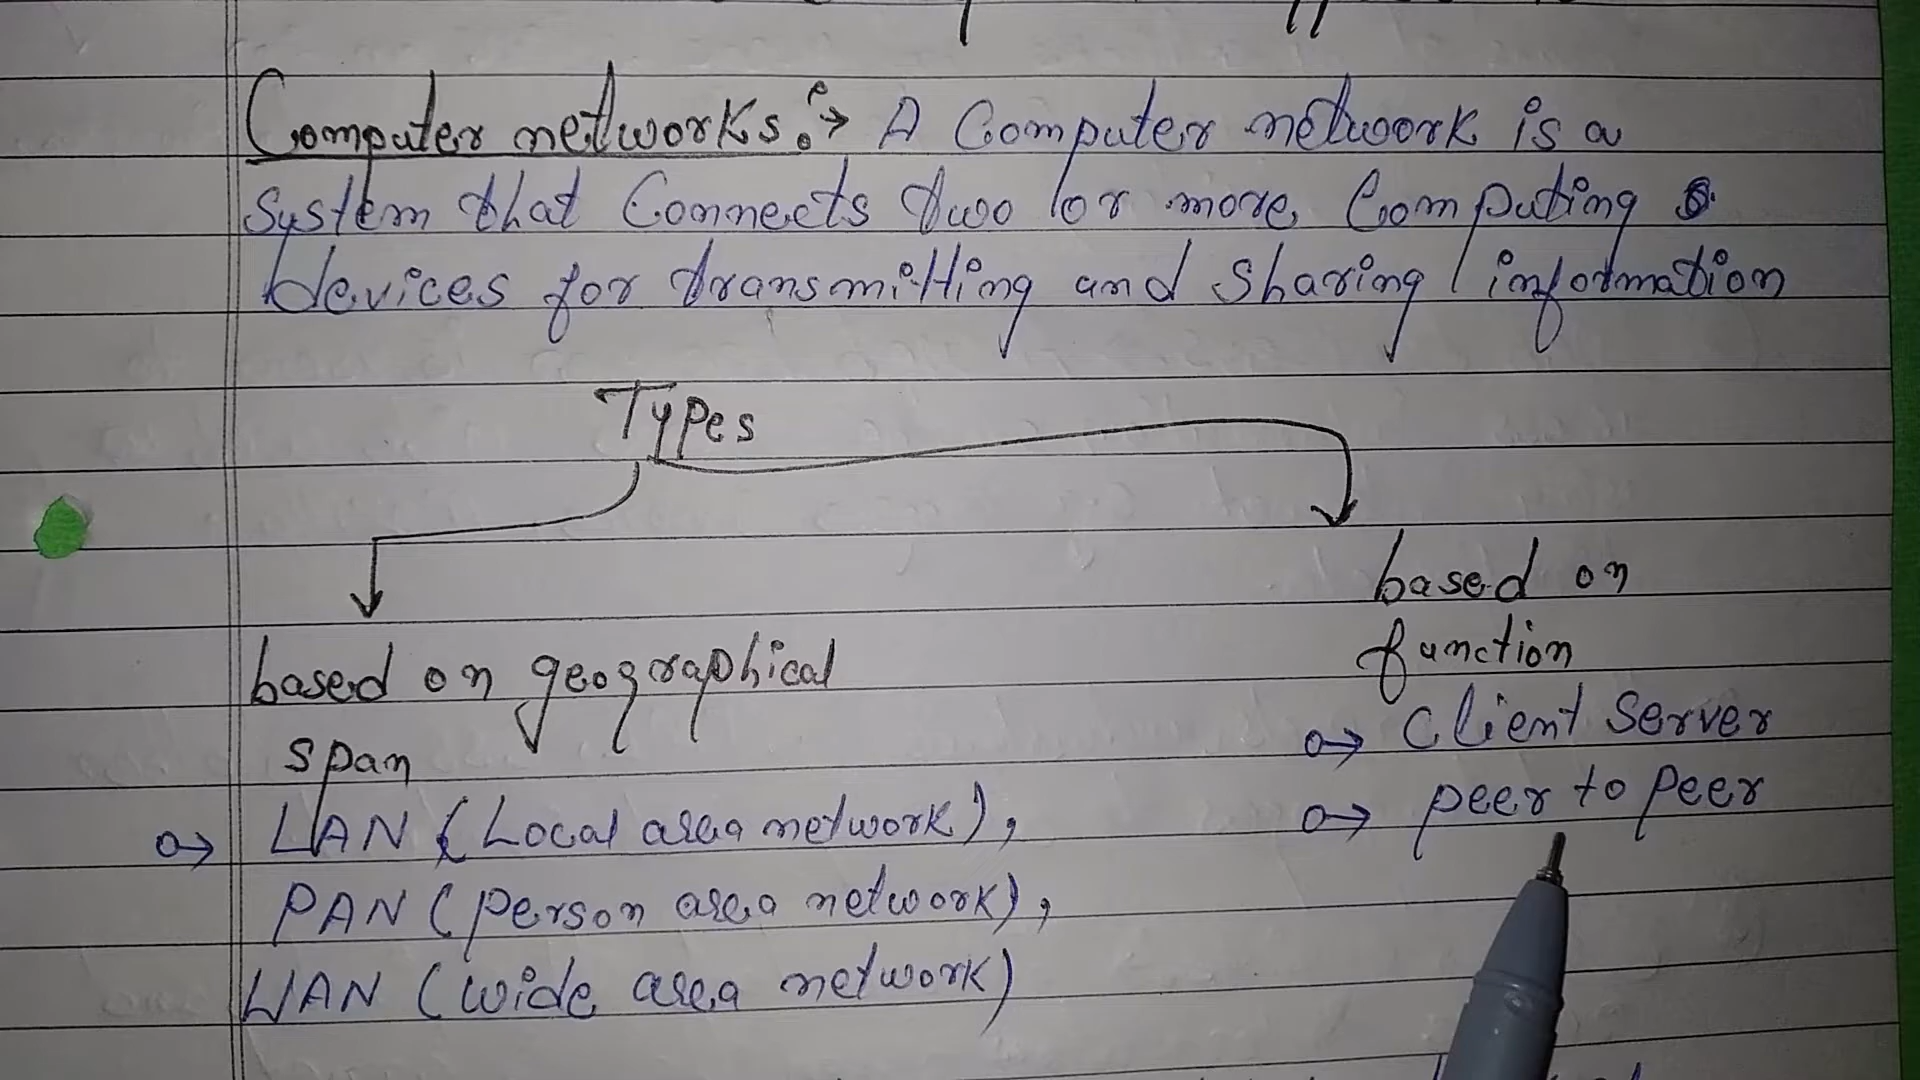 Computer networks :→ A Computer network is a
System that Connects two or more Computing
devices for transmitting and Sharing information
Types
based on geographical
span
LAN (Local area network),
PAN (person area network),
WAN (wide area network)
based on
function
→ Client Server
→ peer to peer